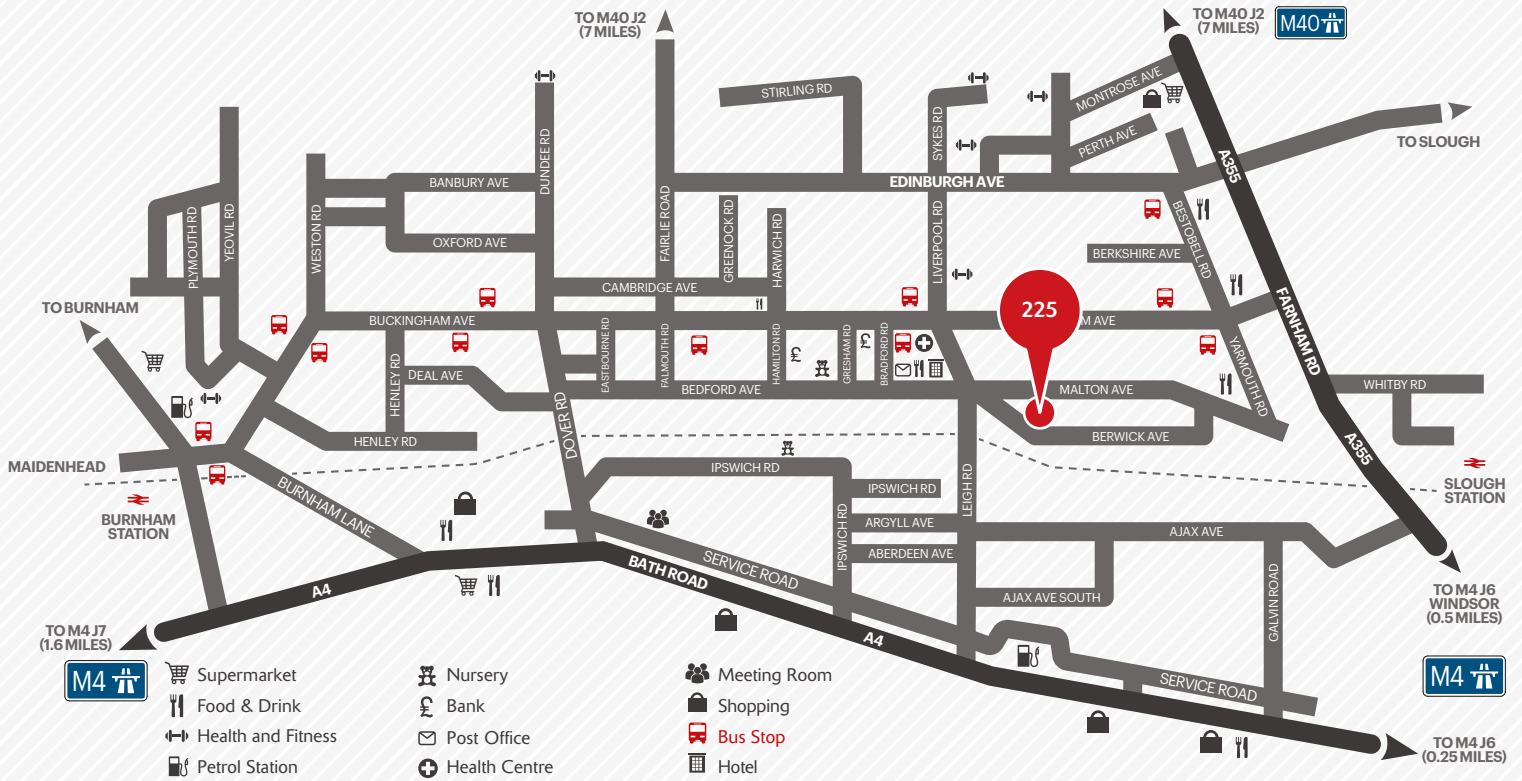 TO M40 J2
(7 MILES)
TO M40 J2
(7 MILES)
M40
MONTROSE AVE
STIRLING RD
SYKES RD
PERTH AVE
TO SLOUGH
A355
DUNDEE RD
BANBURY AVE
EDINBURGH AVE
FAIRLIE ROAD
PLYMOUTH RD
YEOVIL RD
WESTON RD
OXFORD AVE
GREENOCK RD
HARWICH RD
LIVERPOOL RD
BESTOBELL RD
BERKSHIRE AVE
CAMBRIDGE AVE
TO BURNHAM
BUCKINGHAM AVE
225
M AVE
FARNHAM RD
EASTBOURNE RD
FALMOUTH RD
HAMILTON RD
GRESHAM RD
BRADFORD RD
YARMOUTH RD
HENLEY RD
DEAL AVE
BEDFORD AVE
MALTON AVE
WHITBY RD
DOVER RD
HENLEY RD
BERWICK AVE
A355
MAIDENHEAD
BURNHAM
STATION
BURNHAM LANE
IPSWICH RD
IPSWICH RD
IPSWICH RD
LEIGH RD
SLOUGH
STATION
ARGYLL AVE
AJAX AVE
ABERDEEN AVE
SERVICE ROAD
BATH ROAD
A4
AJAX AVE SOUTH
GALVIN ROAD
TO M4 J6
WINDSOR
(0.5 MILES)
TO M4 J7
(1.6 MILES)
A4
M4
M4
SERVICE ROAD
TO M4 J6
(0.25 MILES)
Supermarket
Food & Drink
Health and Fitness
Petrol Station
Nursery
£ Bank
Post Office
Health Centre
Meeting Room
Shopping
Bus Stop
Hotel
£
£